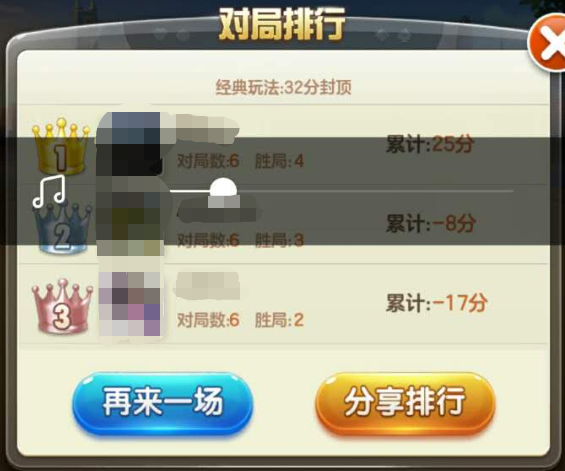 对局排行
经典玩法:32分封顶
1
对局数:6 胜局:4
累计:25分
2
对局数:6 胜局:3
累计:-8分
3
对局数:6 胜局:2
累计:-17分
再来一场
分享排行